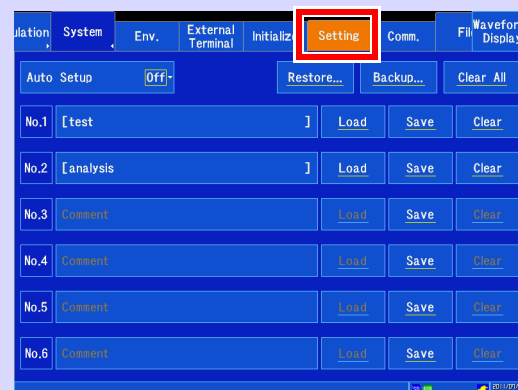 ulation System Env. External Terminal Initialize Setting Comm. Fil Wavefor Display
Auto Setup Off Restore... Backup... Clear All
No.1 [test ] Load Save Clear
No.2 [analysis ] Load Save Clear
No.3 Comment Load Save Clear
No.4 Comment Load Save Clear
No.5 Comment Load Save Clear
No.6 Comment Load Save Clear